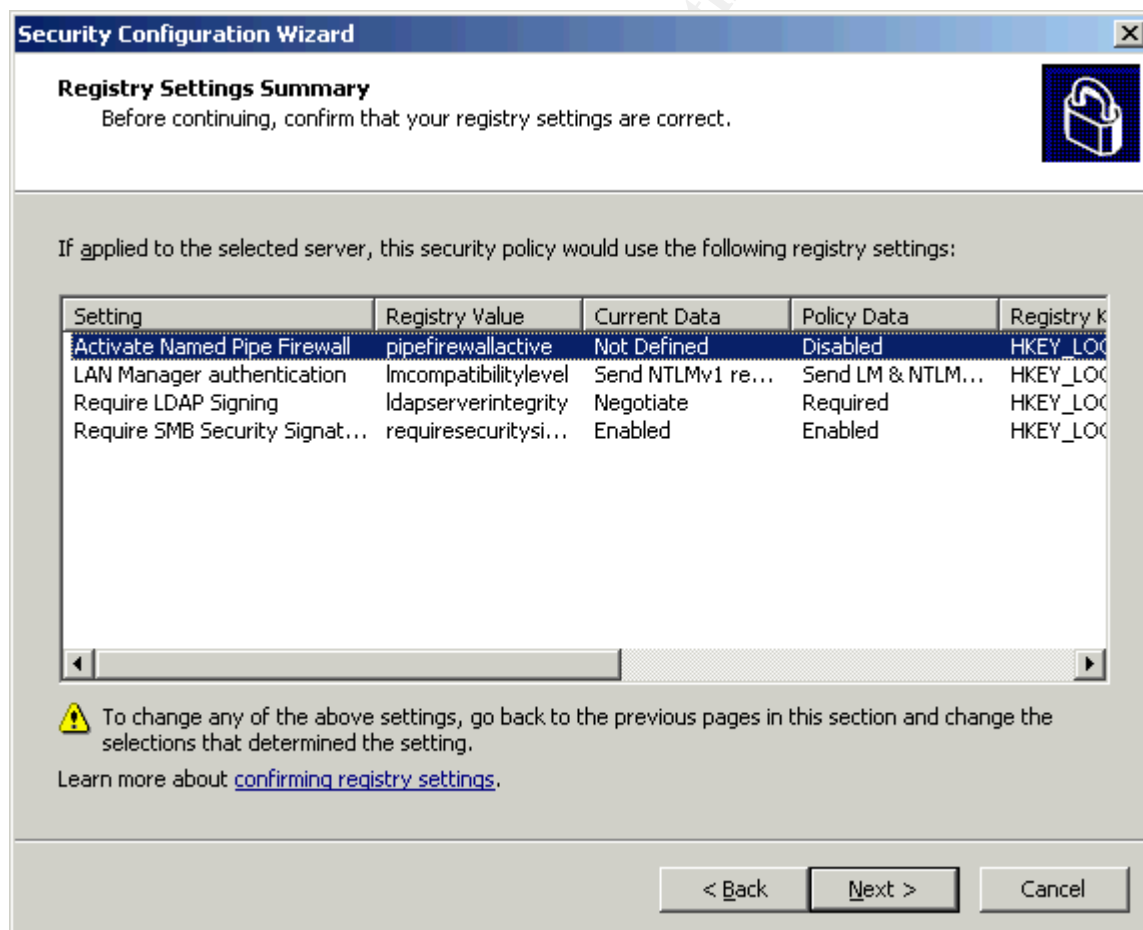 Security Configuration Wizard
Registry Settings Summary
Before continuing, confirm that your registry settings are correct.
If applied to the selected server, this security policy would use the following registry settings:
Setting Registry Value Current Data Policy Data Registry K
Activate Named Pipe Firewall pipefirewallactive Not Defined Disabled HKEY_LOC
LAN Manager authentication lmcompatibilitylevel Send NTLMv1 re... Send LM & NTLM... HKEY_LOC
Require LDAP Signing ldapserverintegrity Negotiate Required HKEY_LOC
Require SMB Security Signat... requiresecuritysi... Enabled Enabled HKEY_LOC
To change any of the above settings, go back to the previous pages in this section and change the
selections that determined the setting.
Learn more about confirming registry settings.
< Back Next > Cancel